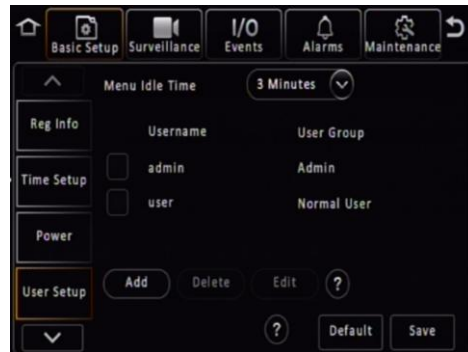 Basic Setup
Surveillance
I/O
Events
Alarms
Maintenance
Menu Idle Time
3 Minutes
Reg Info
Time Setup
Power
User Setup
Username
User Group
admin
Admin
user
Normal User
Add
Delete
Edit
?
?
Default
Save